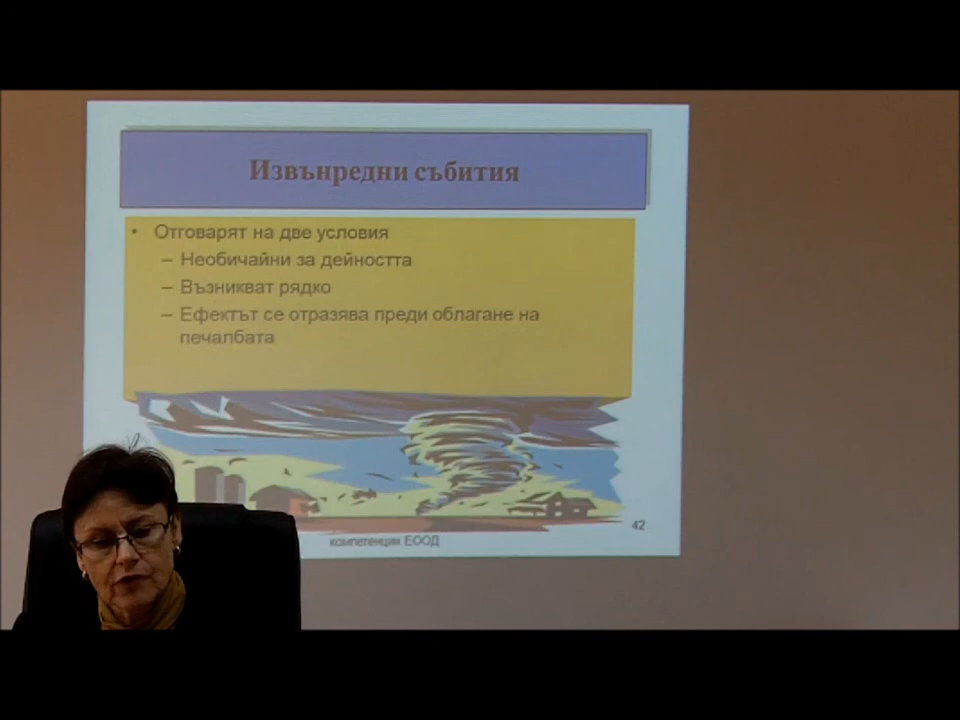 Извънредни събития
• Отговарят на две условия
– Необичайни за дейността
– Възникват рядко
– Ефектът се отразява преди облагане на
печалбата
42
компетенции ЕООД